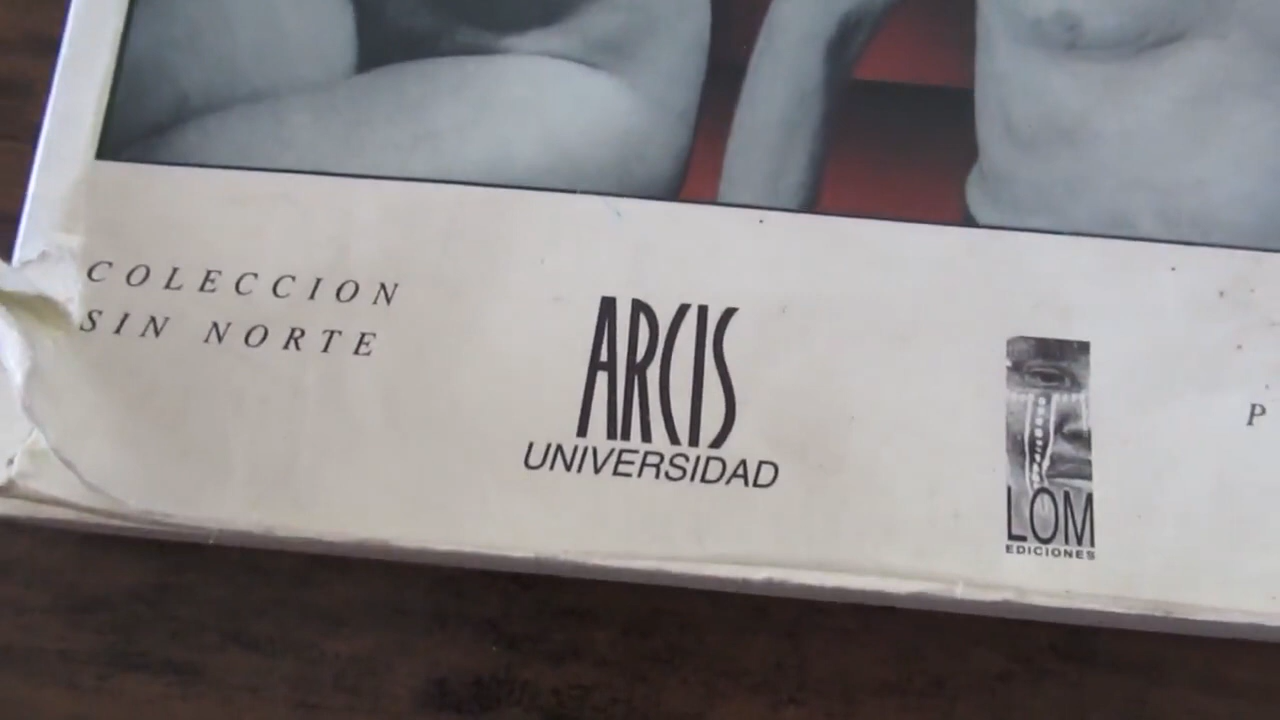 COLECCION
SIN NORTE
ARCIS
UNIVERSIDAD
LOM
EDICIONES
P